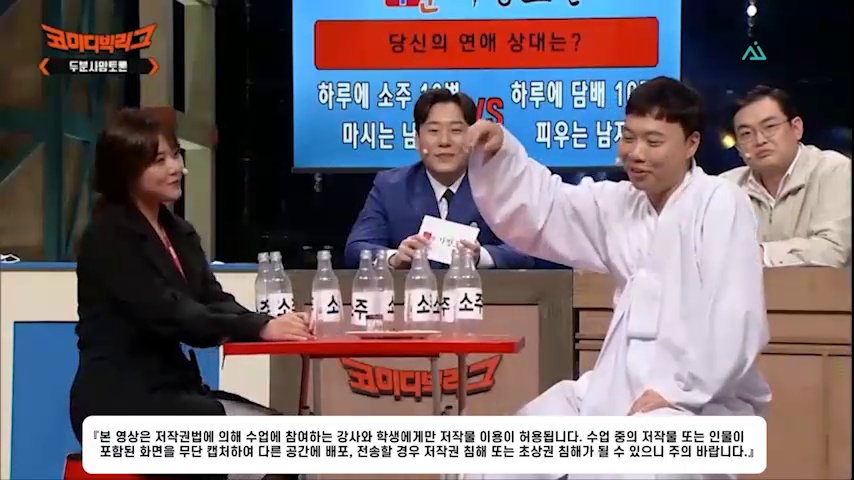 코미디빅리그
두분사망토론
당신의 연애 상대는?
하루에 소주 VS 하루에 담배
마시는 피우는
소주
소
소
소주
코미디빅리그
『본 영상은 저작권법에 의해 수업에 참여하는 강사와 학생에게만 저작물 이용이 허용됩니다. 수업 중의 저작물 또는 인물이
포함된 화면을 무단 캡처하여 다른 공간에 배포, 전송할 경우 저작권 침해 또는 초상권 침해가 될 수 있으니 주의 바랍니다.』